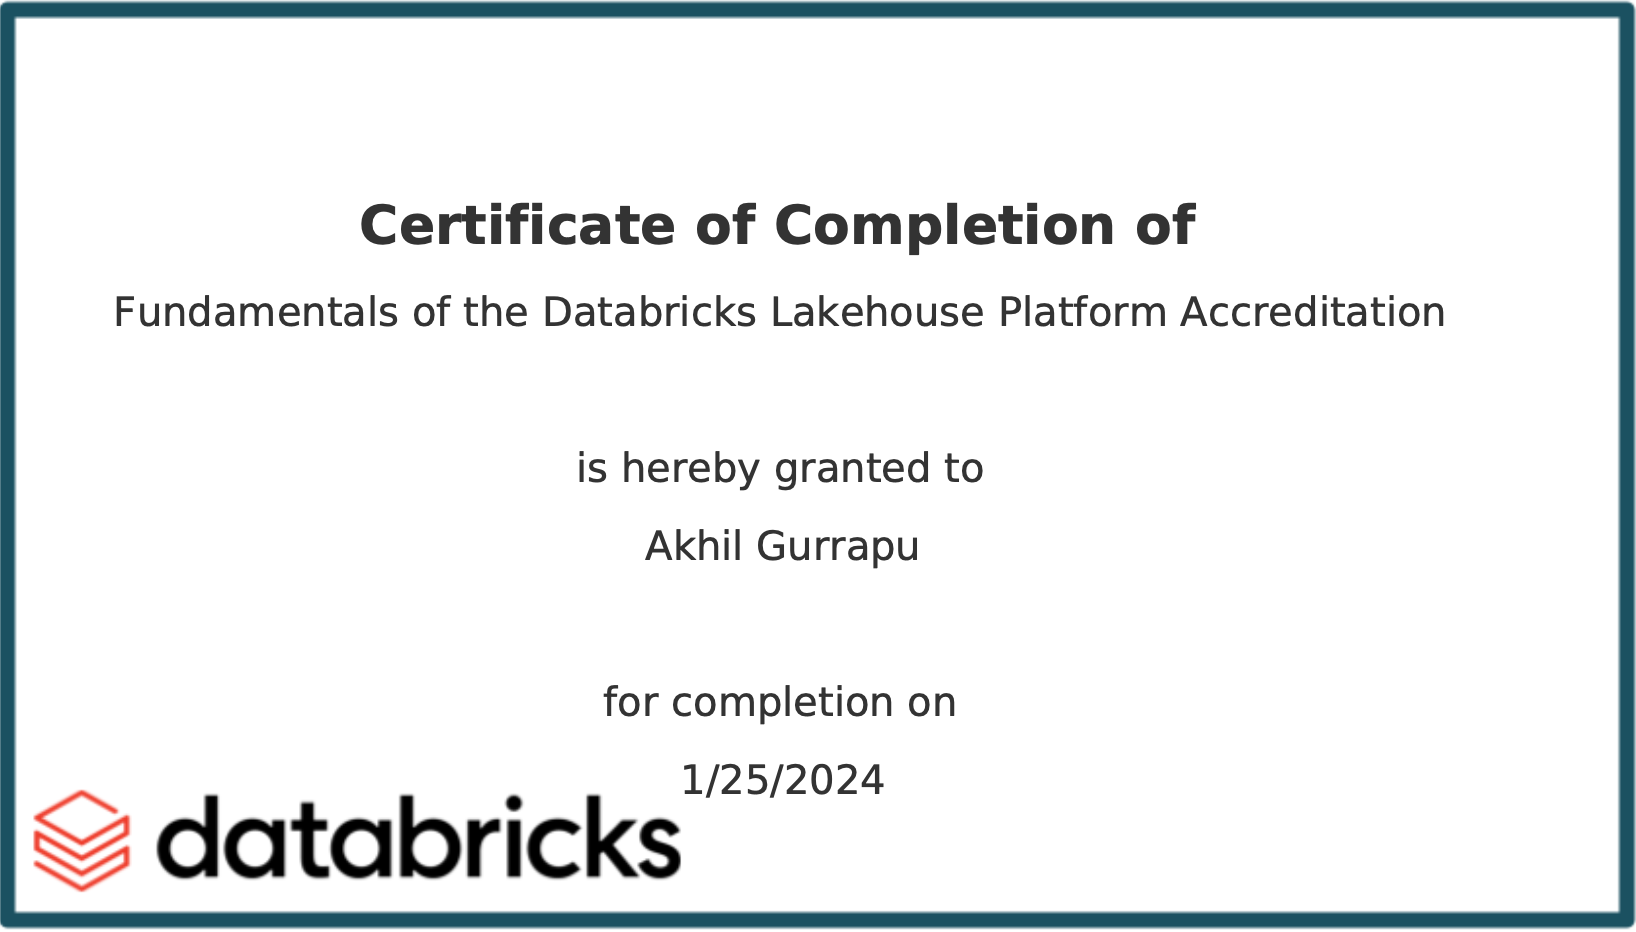 Certificate of Completion of
Fundamentals of the Databricks Lakehouse Platform Accreditation
is hereby granted to
Akhil Gurrapu
for completion on
1/25/2024
databricks